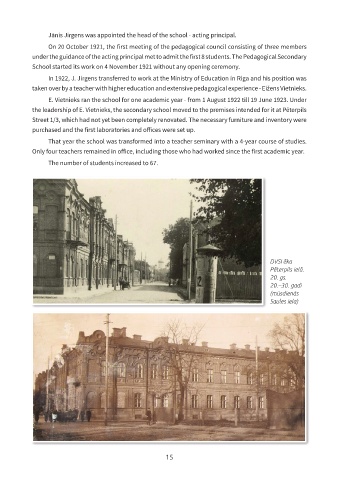 Jānis Jirgens was appointed the head of the school - acting principal.
On 20 October 1921, the first meeting of the pedagogical council consisting of three members
under the guidance of the acting principal met to admit the first 8 students. The Pedagogical Secondary
School started its work on 4 November 1921 without any opening ceremony.
In 1922, J. Jirgens transferred to work at the Ministry of Education in Riga and his position was
taken over by a teacher with higher education and extensive pedagogical experience - Elžens Vietnieks.
E. Vietnieks ran the school for one academic year - from 1 August 1922 till 19 June 1923. Under
the leadership of E. Vietnieks, the secondary school moved to the premises intended for it at Pēterpils
Street 1/3, which had not yet been completely renovated. The necessary furniture and inventory were
purchased and the first laboratories and offices were set up.
That year the school was transformed into a teacher seminary with a 4-year course of studies.
Only four teachers remained in office, including those who had worked since the first academic year.
The number of students increased to 67.
DVSI ēka
Pēterpils ielā.
20. gs.
20.–30. gadi
(mūsdienās
Saules iela)
15